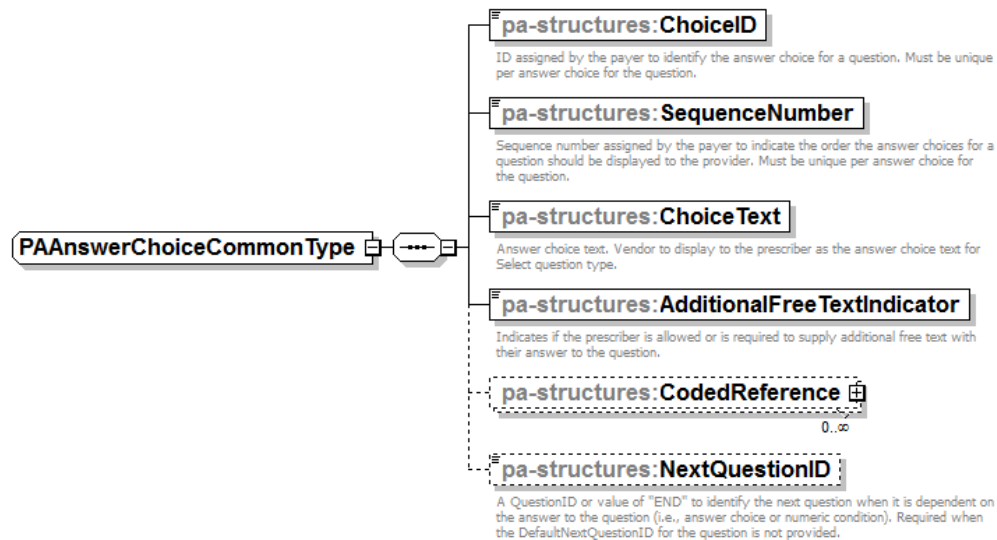 pa-structures:ChoiceID
ID assigned by the payer to identify the answer choice for a question. Must be unique
per answer choice for the question.
pa-structures:SequenceNumber
Sequence number assigned by the payer to indicate the order the answer choices for a
question should be displayed to the provider. Must be unique per answer choice for
the question.
pa-structures:ChoiceText
PAAnswerChoiceCommonType
Answer choice text. Vendor to display to the prescriber as the answer choice text for
Select question type.
pa-structures:AdditionalFreeTextIndicator
Indicates if the prescriber is allowed or is required to supply additional free text with
their answer to the question.
pa-structures:CodedReference
0..∞
pa-structures:NextQuestionID
A QuestionID or value of "END" to identify the next question when it is dependent on
the answer to the question (i.e., answer choice or numeric condition). Required when
the DefaultNextQuestionID for the question is not provided.